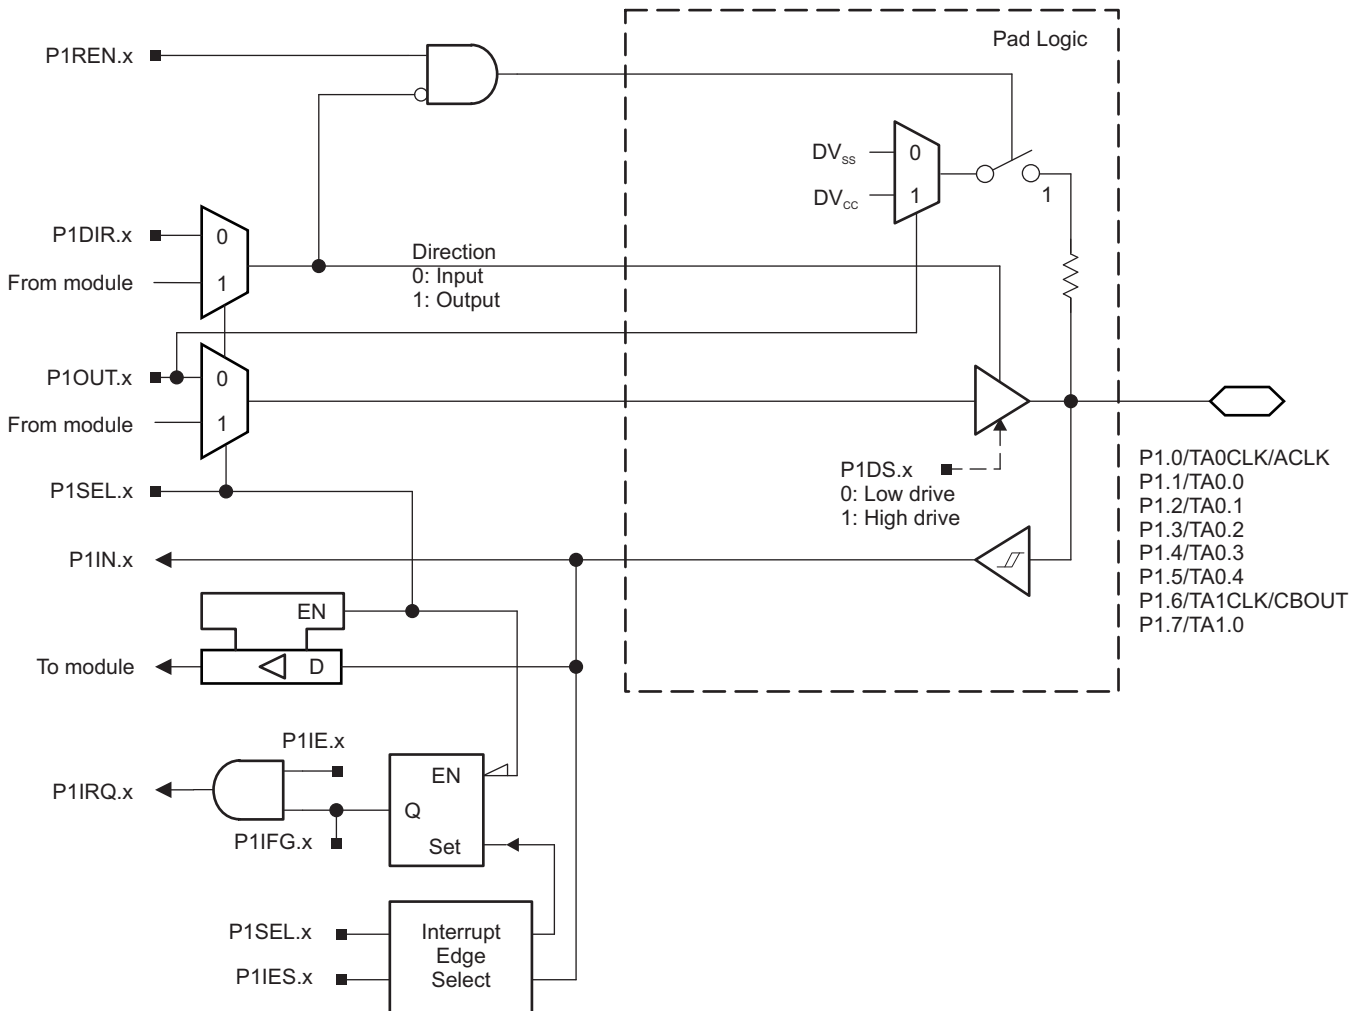 Pad Logic
P1REN.x
DVSS
0
DVCC
1
1
P1DIR.x
0
From module
1
Direction
0: Input
1: Output
P1OUT.x
0
From module
1
P1SEL.x
P1DS.x
0: Low drive
1: High drive
P1.0/TA0CLK/ACLK
P1.1/TA0.0
P1.2/TA0.1
P1.3/TA0.2
P1.4/TA0.3
P1.5/TA0.4
P1.6/TA1CLK/CBOUT
P1.7/TA1.0
P1IN.x
EN
To module
D
P1IE.x
P1IRQ.x
EN
Q
P1IFG.x
Set
P1SEL.x
P1IES.x
Interrupt
Edge
Select